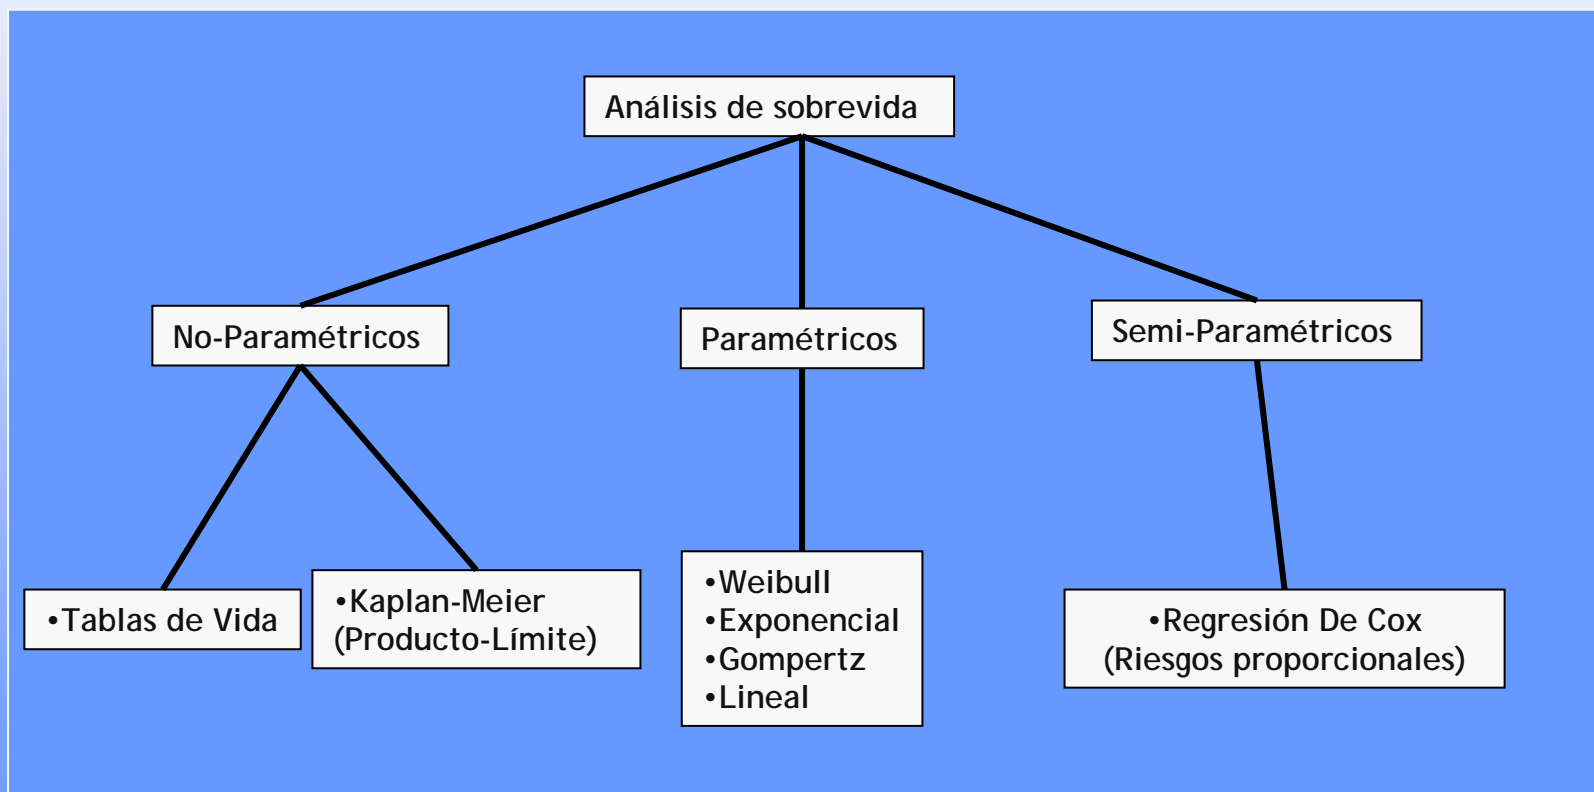 Análisis de sobrevida
No-Paramétricos
Paramétricos
Semi-Paramétricos
•Tablas de Vida
•Kaplan-Meier
(Producto-Límite)
•Weibull
•Exponencial
•Gompertz
•Lineal
•Regresión De Cox
(Riesgos proporcionales)